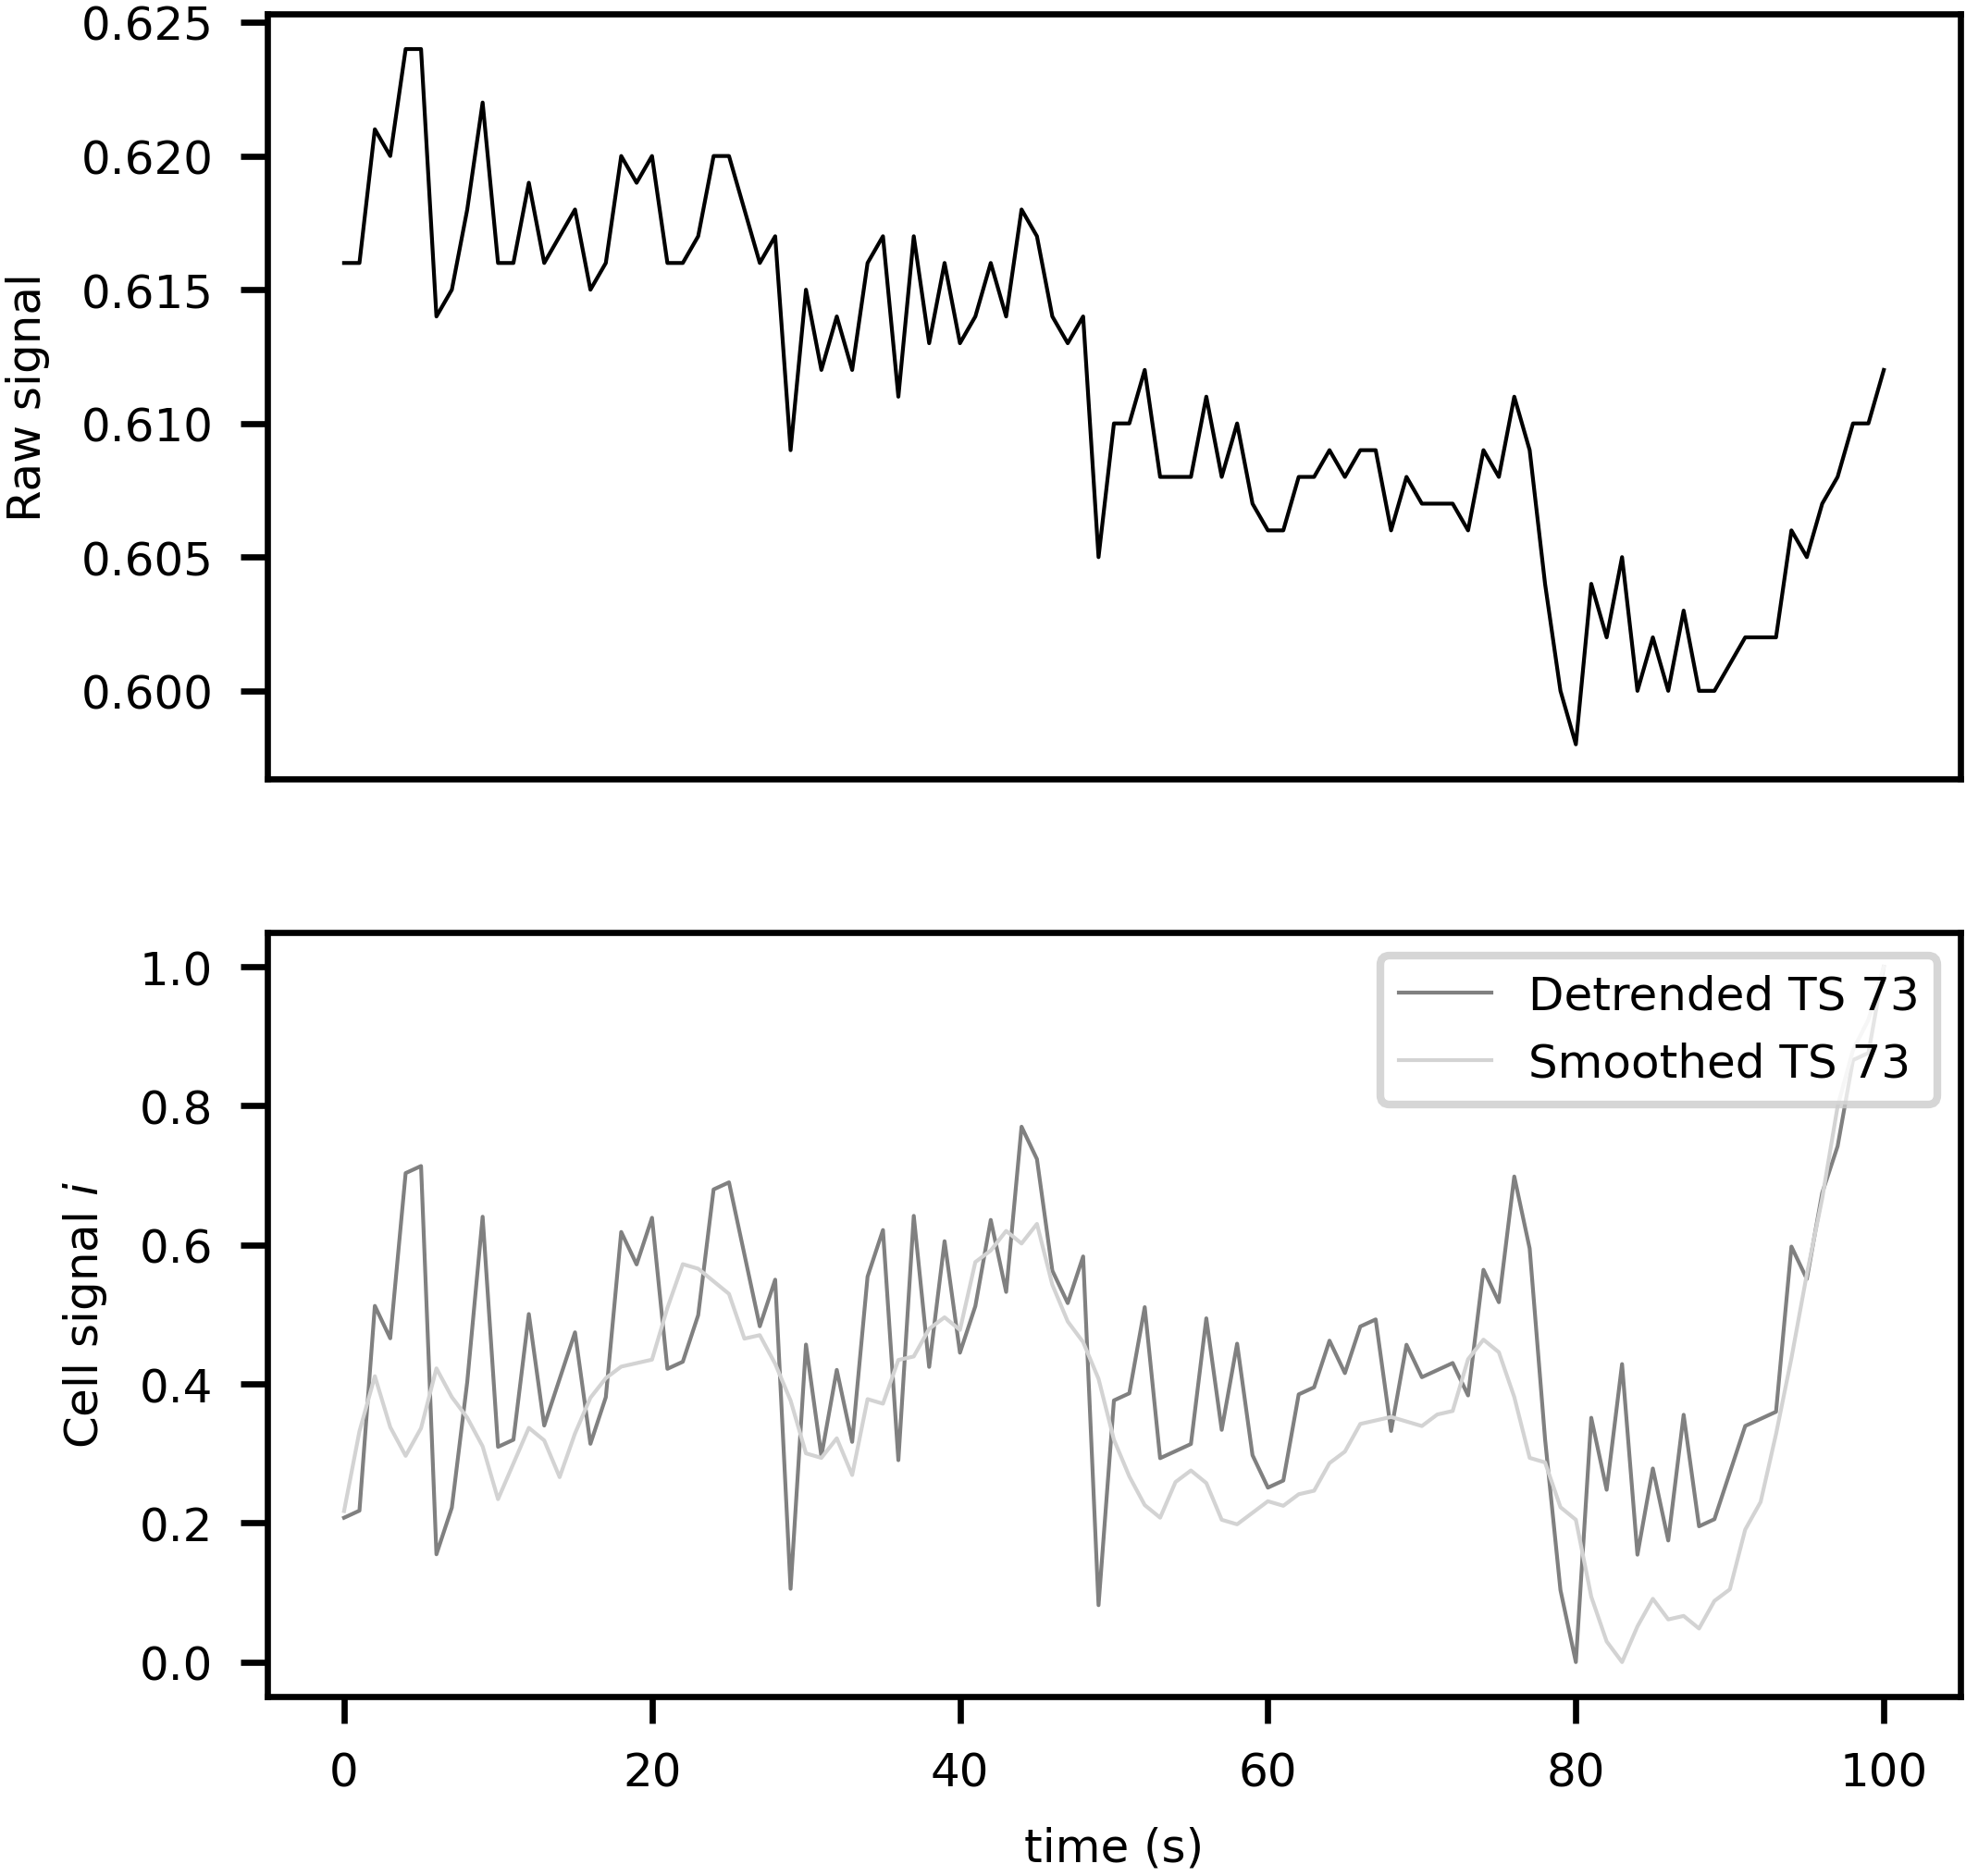 0.625
0.620
0.615
0.610
0.605
0.600
Raw signal
1.0
0.8
0.6
0.4
0.2
0.0
Cell signal i
Detrended TS 73
Smoothed TS 73
0 20 40 60 80 100
time (s)